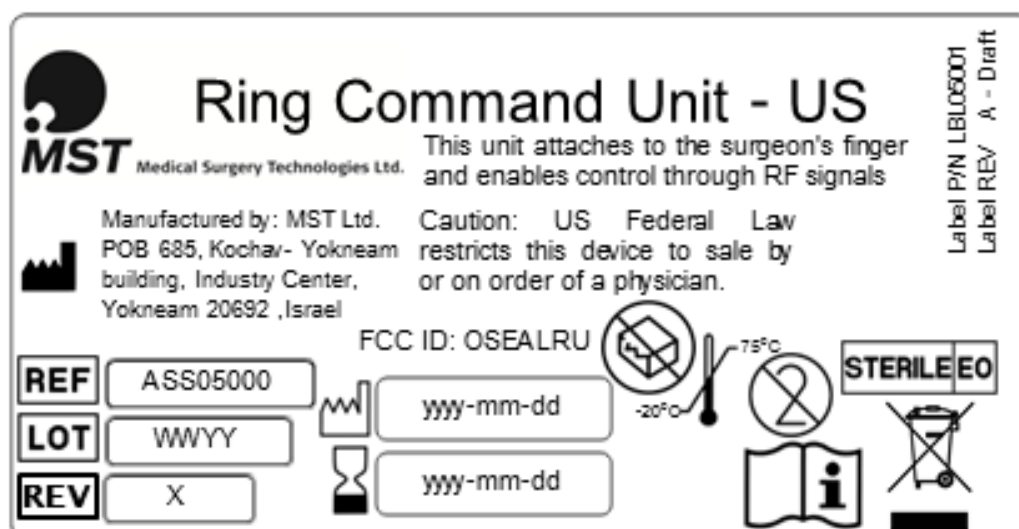 Ring Command Unit - US
MST Medical Surgery Technologies Ltd.
This unit attaches to the surgeon's finger
and enables control through RF signals
Manufactured by: MST Ltd.
POB 685, Kochav- Yokneam
building, Industry Center,
Yokneam 20692 ,Israel
Caution: US Federal Law
restricts this device to sale by
or on order of a physician.
Label P/N LBL05001
Label REV A - Draft
FCC ID: OSEALRU
REF ASS05000
LOT WWYY
REV X
yyyy-mm-dd
yyyy-mm-dd
75°C
-20°C
2
STERILE EO
i